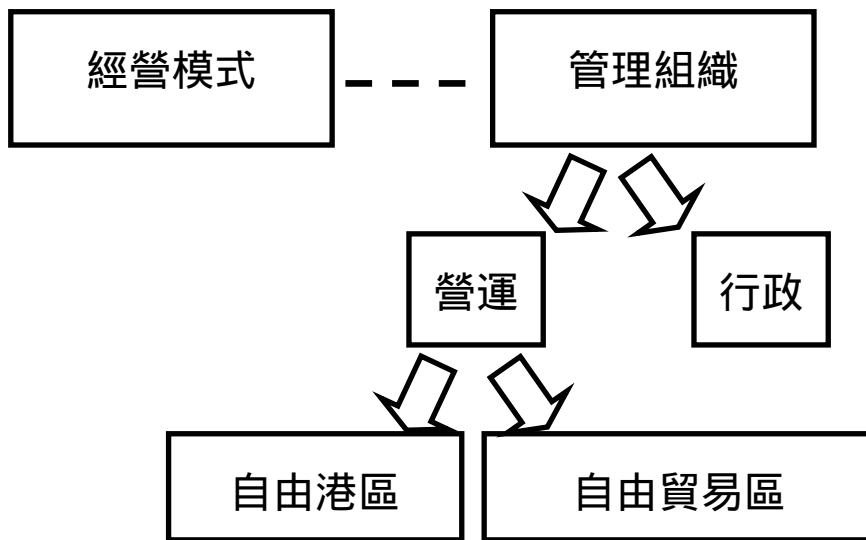 經營模式
管理組織
營運
行政
自由港區
自由貿易區